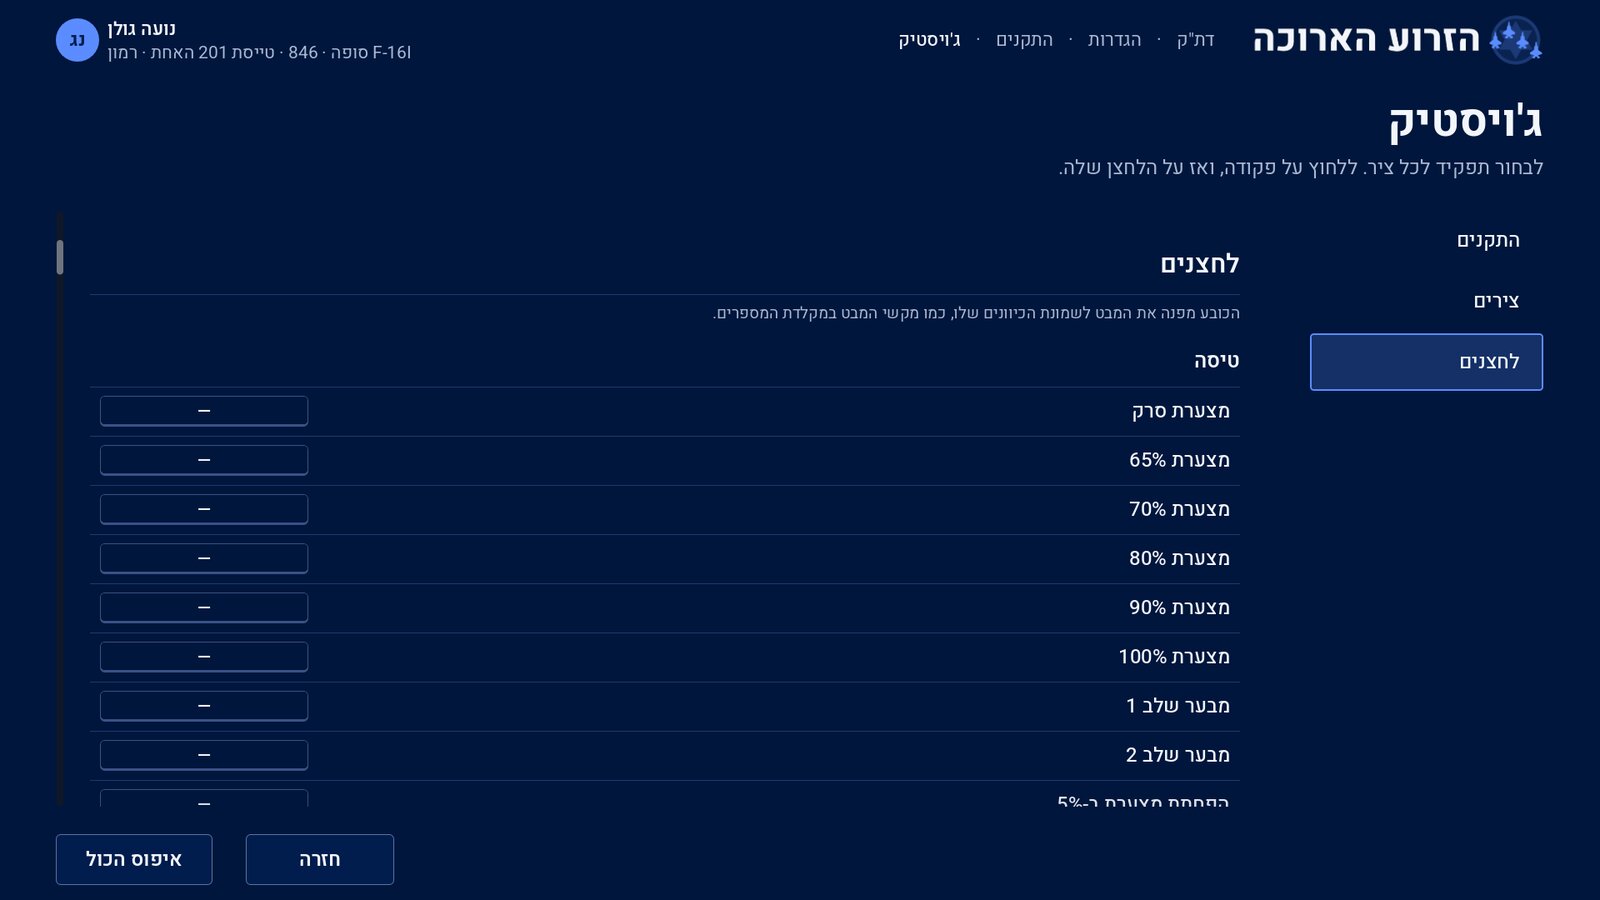 הזרוע הארוכה
דת"ק · הגדרות · התקנים · ג'ויסטיק
נועה גולן
F-16I סופה · 846 · טייסת 201 האחת · רמון
נג
ג'ויסטיק
לבחור תפקיד לכל ציר. ללחוץ על פקודה, ואז על הלחצן שלה.
התקנים
צירים
לחצנים
לחצנים
הכובע מפנה את המבט לשמונת הכיוונים שלו, כמו מקשי המבט במקלדת המספרים.
טיסה
מצערת סרק —
מצערת 65% —
מצערת 70% —
מצערת 80% —
מצערת 90% —
מצערת 100% —
מבער שלב 1 —
מבער שלב 2 —
הפחתת מצערת ב-5% —
חזרה
איפוס הכול